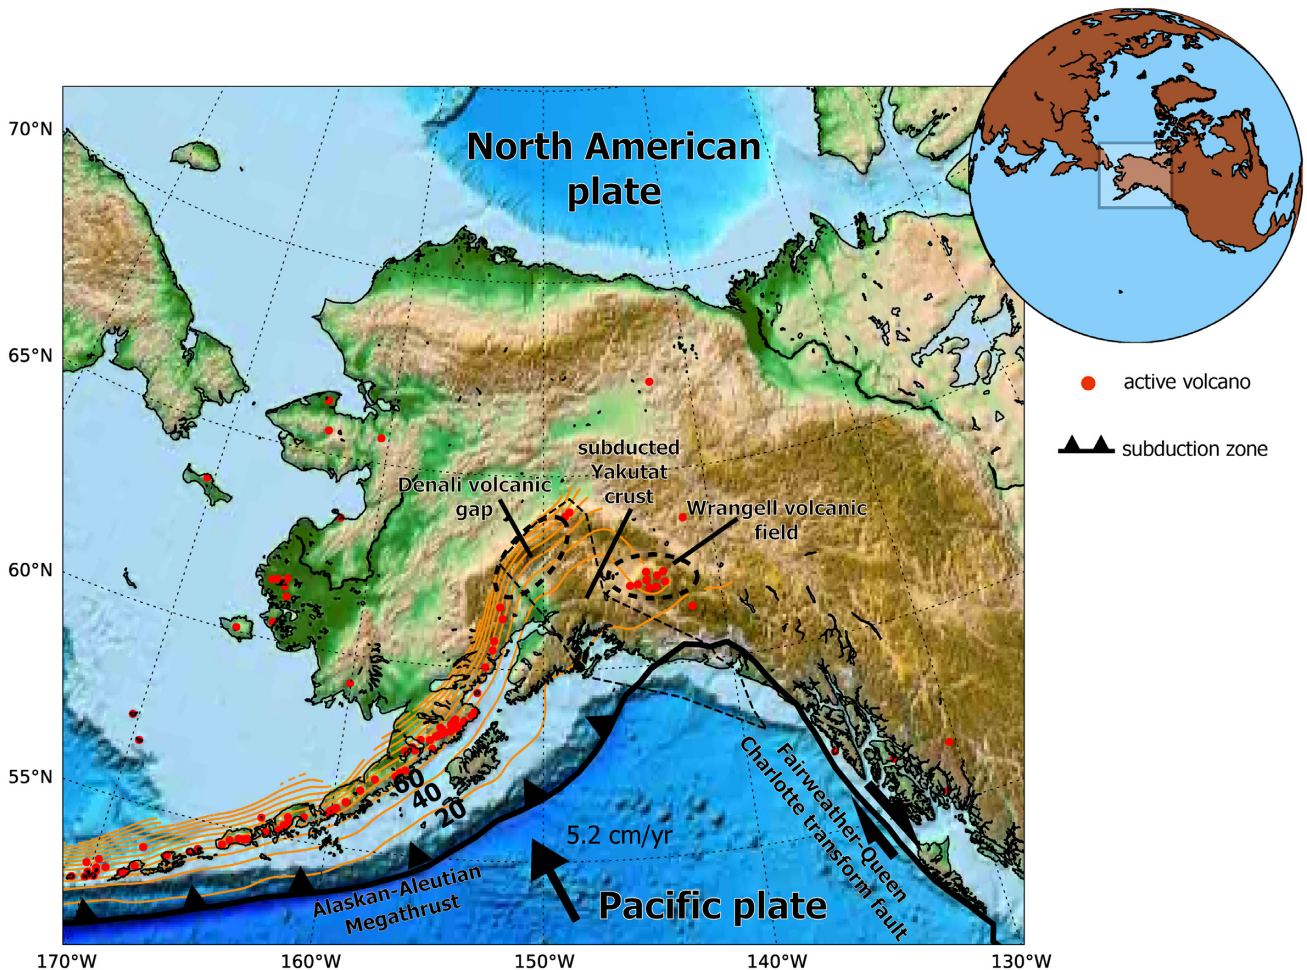 North American
plate
70°N
65°N
60°N
55°N
active volcano
subduction zone
subducted
Yakutat
crust
Denali volcanic
gap
Wrangell volcanic
field
60
40
20
5.2 cm/yr
Pacific plate
Alaskan-Aleutian
Megathrust
Fairweather-Queen
Charlotte transform fault
170°W
160°W
150°W
140°W
130°W